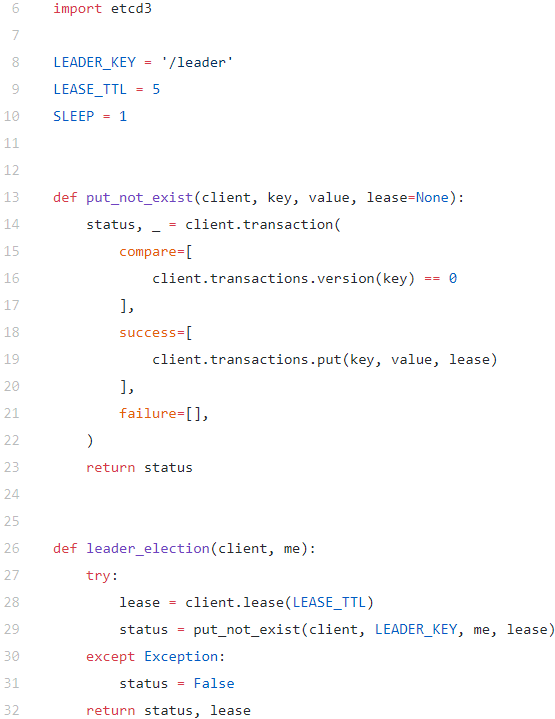 6 import etcd3
7
8 LEADER_KEY = '/leader'
9 LEASE_TTL = 5
10 SLEEP = 1
11
12
13 def put_not_exist(client, key, value, lease=None):
14     status, _ = client.transaction(
15         compare=[
16             client.transactions.version(key) == 0
17         ],
18         success=[
19             client.transactions.put(key, value, lease)
20         ],
21         failure=[],
22     )
23     return status
24
25
26 def leader_election(client, me):
27     try:
28         lease = client.lease(LEASE_TTL)
29         status = put_not_exist(client, LEADER_KEY, me, lease)
30     except Exception:
31         status = False
32     return status, lease